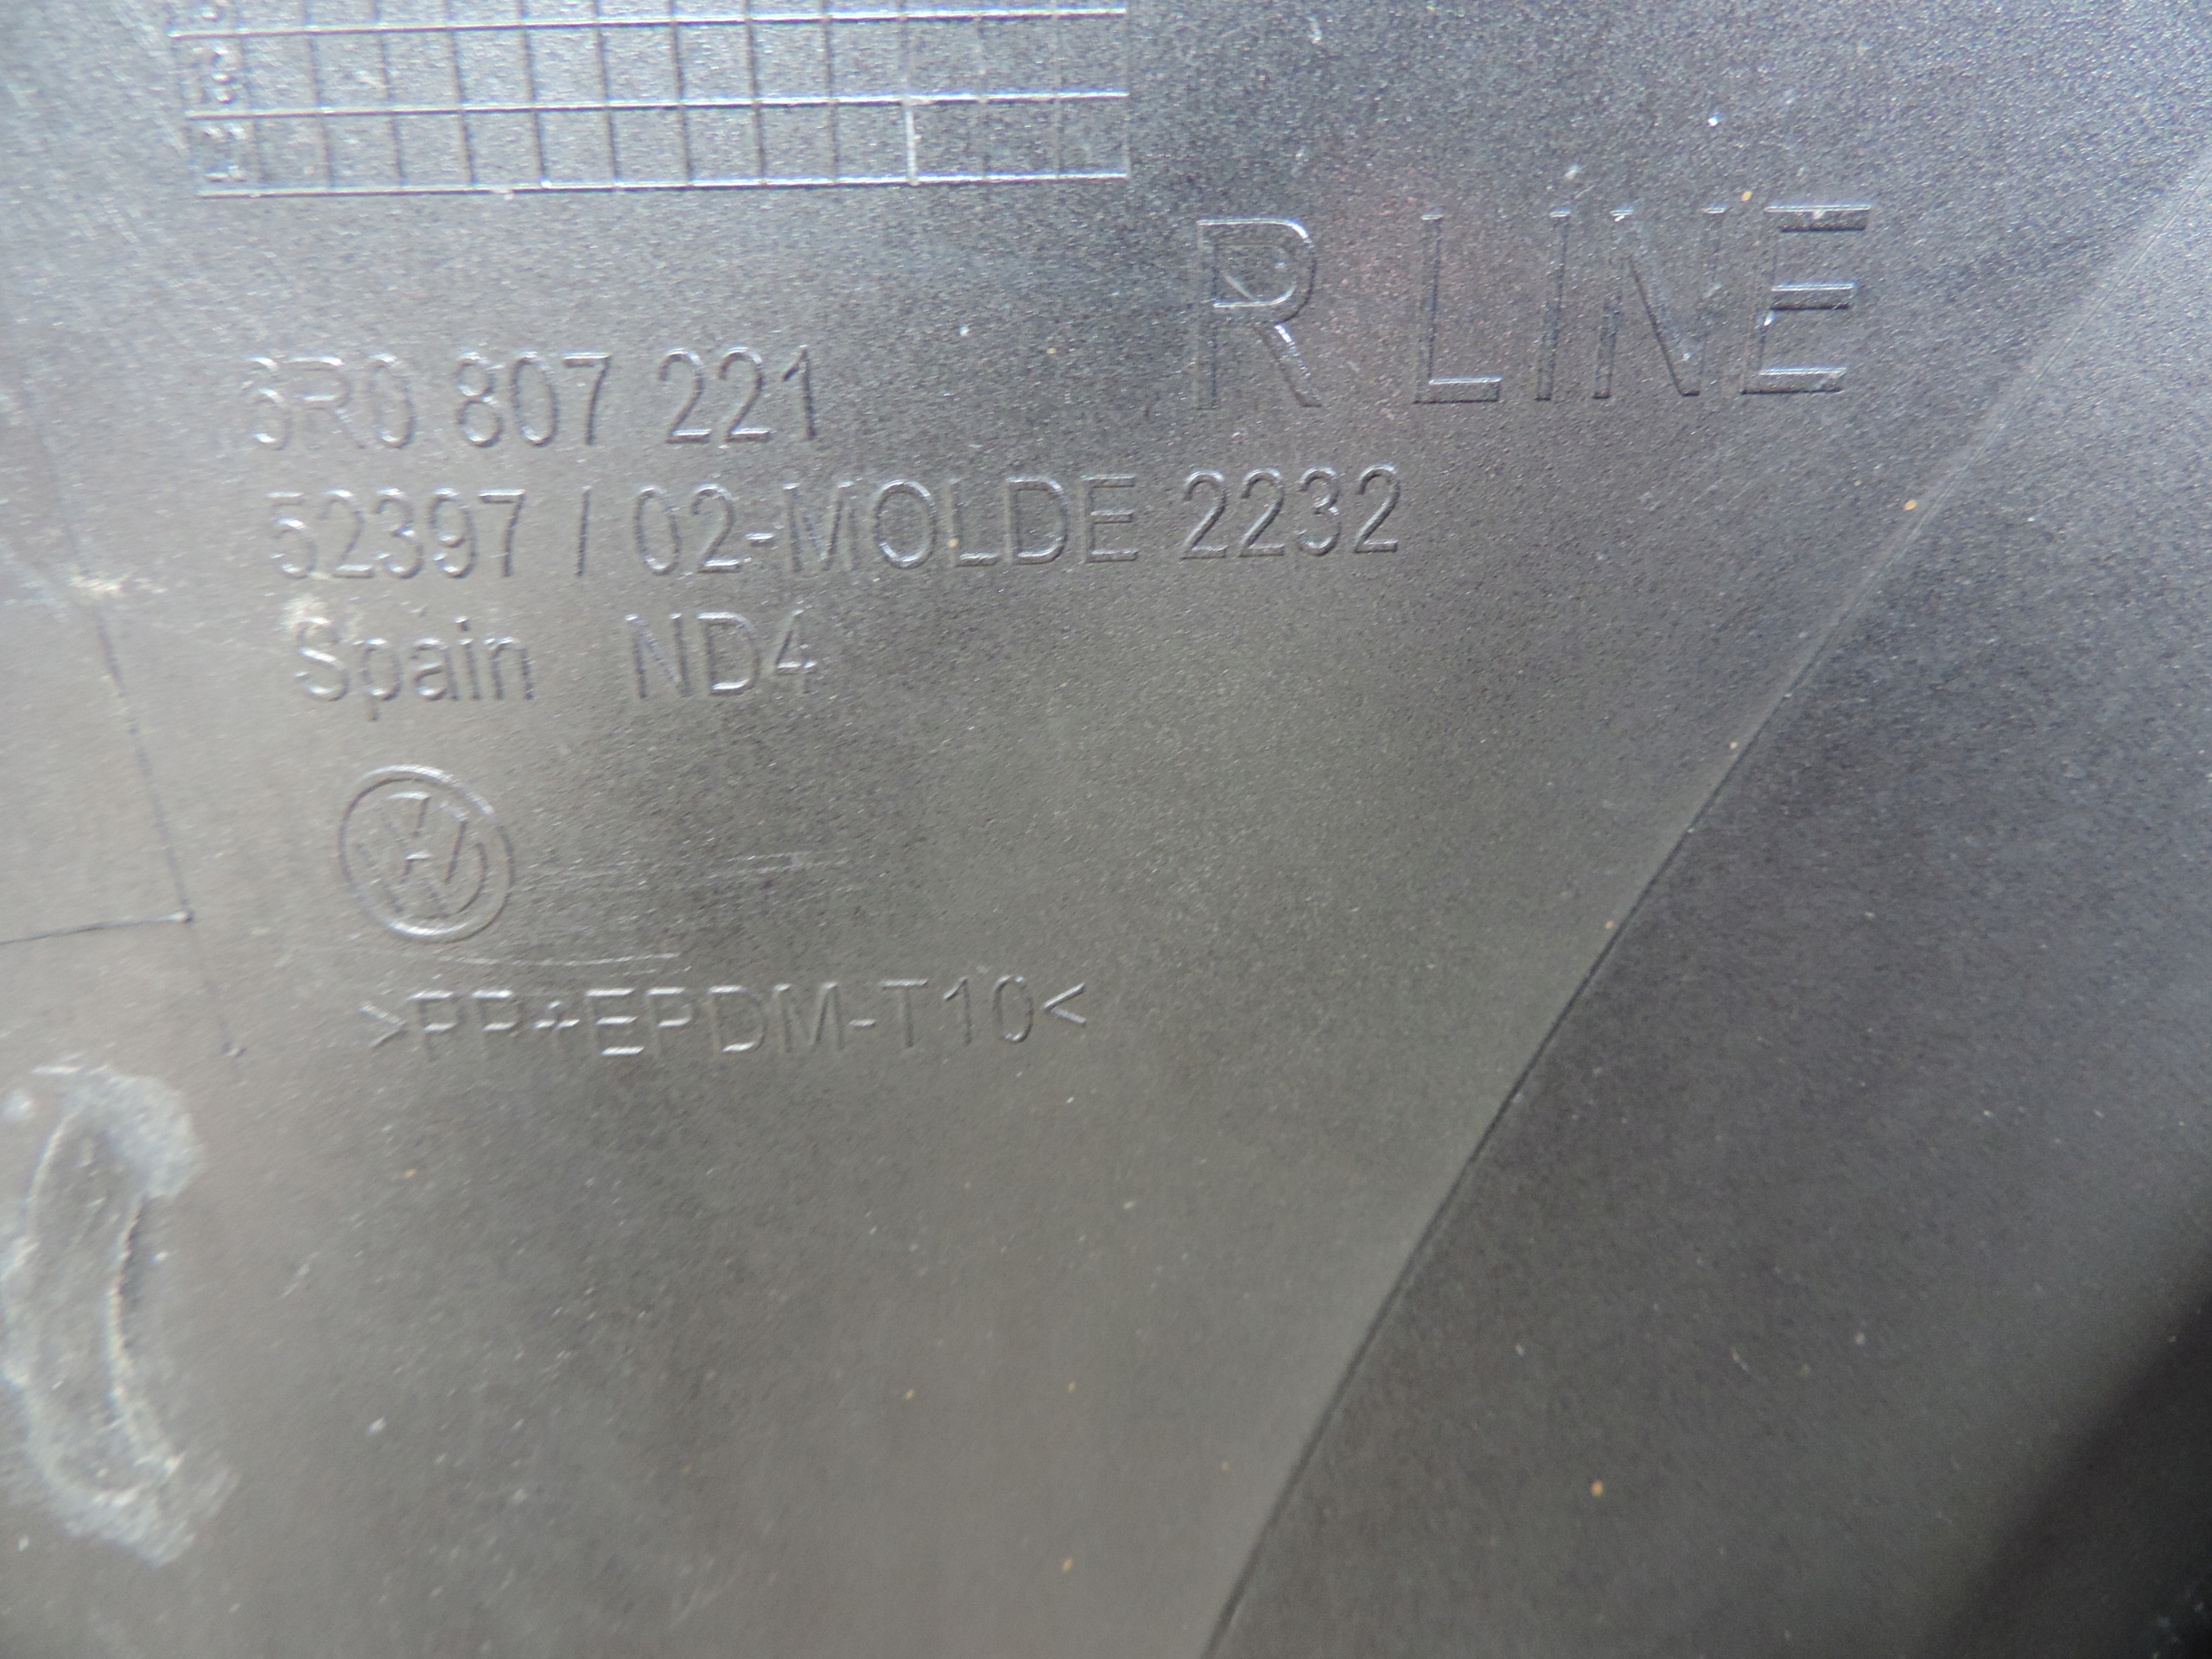 R LINE
6R0 807 221
52397 / 02-MOLDE 2232
Spain ND4
>PP+EPDM-T10<